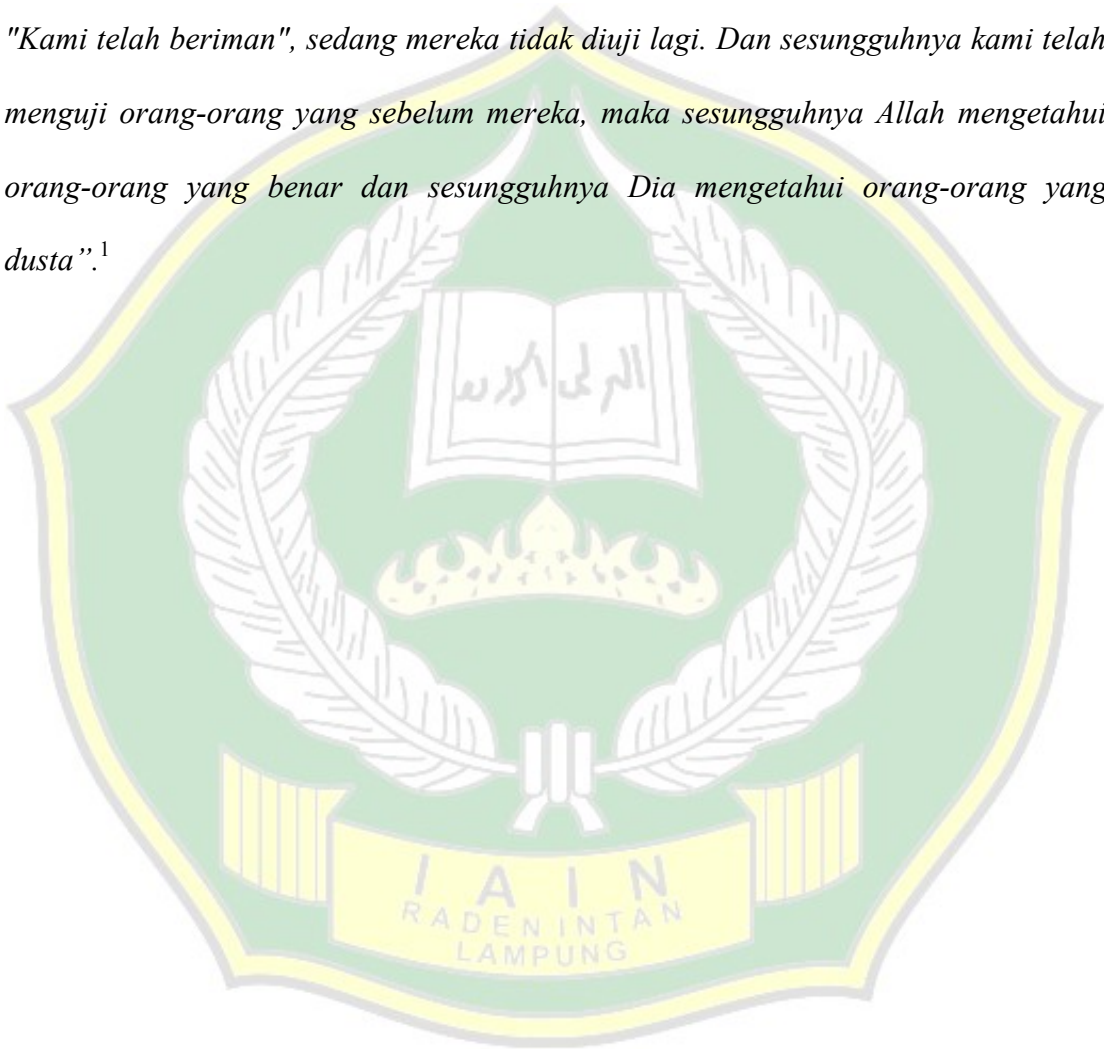 "Kami telah beriman", sedang mereka tidak diuji lagi. Dan sesungguhnya kami telah
menguji orang-orang yang sebelum mereka, maka sesungguhnya Allah mengetahui
orang-orang yang benar dan sesungguhnya Dia mengetahui orang-orang yang
dusta”.¹
I A I N
RADEN INTAN
LAMPUNG